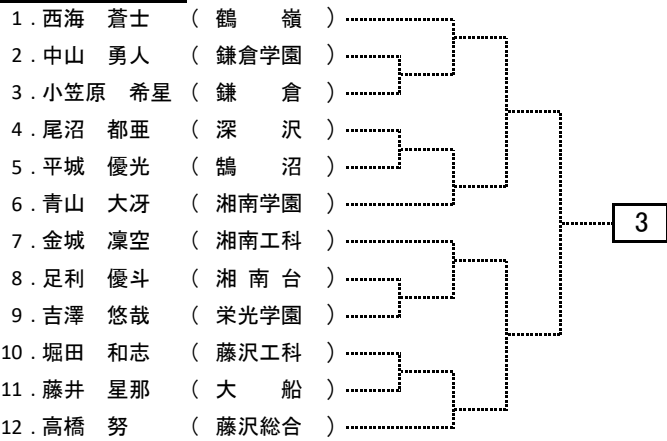 1.西海 蒼士 ( 鶴 嶺 )
2.中山 勇人 ( 鎌倉学園 )
3.小笠原 希星 ( 鎌 倉 )
4.尾沼 都亜 ( 深 沢 )
5.平城 優光 ( 鵠 沼 )
6.青山 大冴 ( 湘南学園 )
7.金城 凜空 ( 湘南工科 )
8.足利 優斗 ( 湘 南 台 )
9.吉澤 悠哉 ( 栄光学園 )
10.堀田 和志 ( 藤沢工科 )
11.藤井 星那 ( 大 船 )
12.高橋 努 ( 藤沢総合 )
3